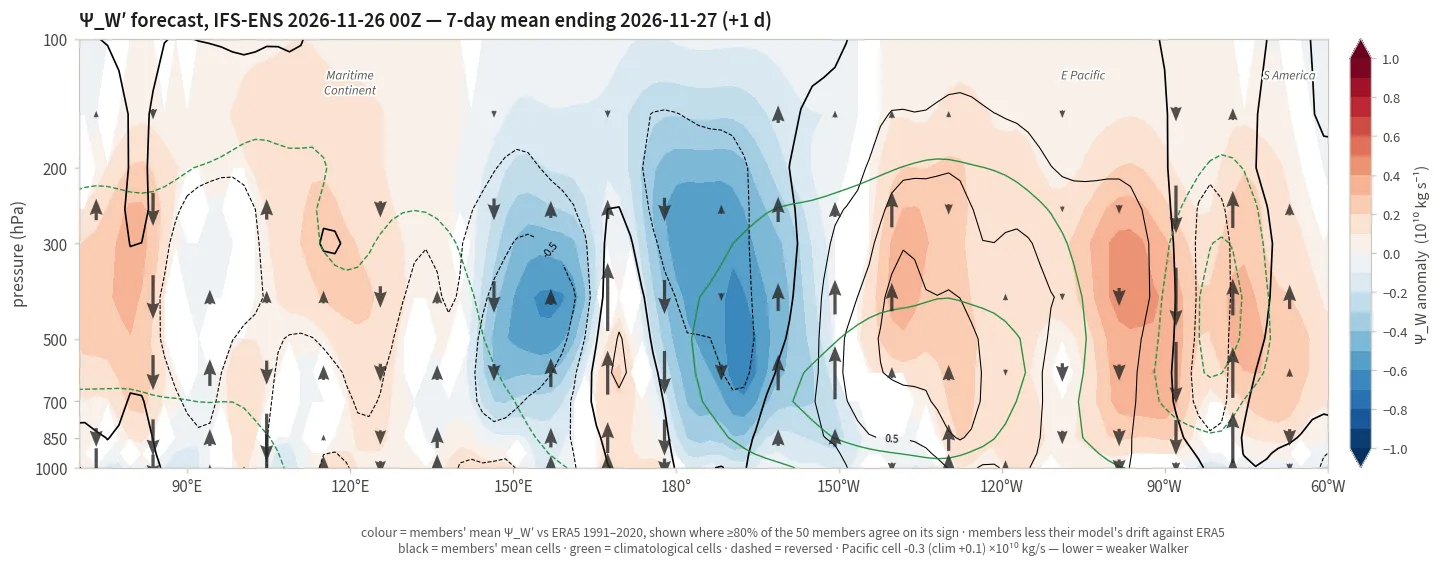 Ψ_W′ forecast, IFS-ENS 2026-11-26 00Z — 7-day mean ending 2026-11-27 (+1 d)
100
200
300
400
500
700
850
1000
pressure (hPa)
Maritime
Continent
E Pacific
S America
-0.5
0.5
90°E
120°E
150°E
180°
150°W
120°W
90°W
60°W
1.0
0.8
0.6
0.4
0.2
0.0
−0.2
−0.4
−0.6
−0.8
−1.0
Ψ_W anomaly (10¹⁰ kg s⁻¹)
colour = members' mean Ψ_W′ vs ERA5 1991–2020, shown where ≥80% of the 50 members agree on its sign · members less their model's drift against ERA5
black = members' mean cells · green = climatological cells · dashed = reversed · Pacific cell -0.3 (clim +0.1) ×10¹⁰ kg/s — lower = weaker Walker